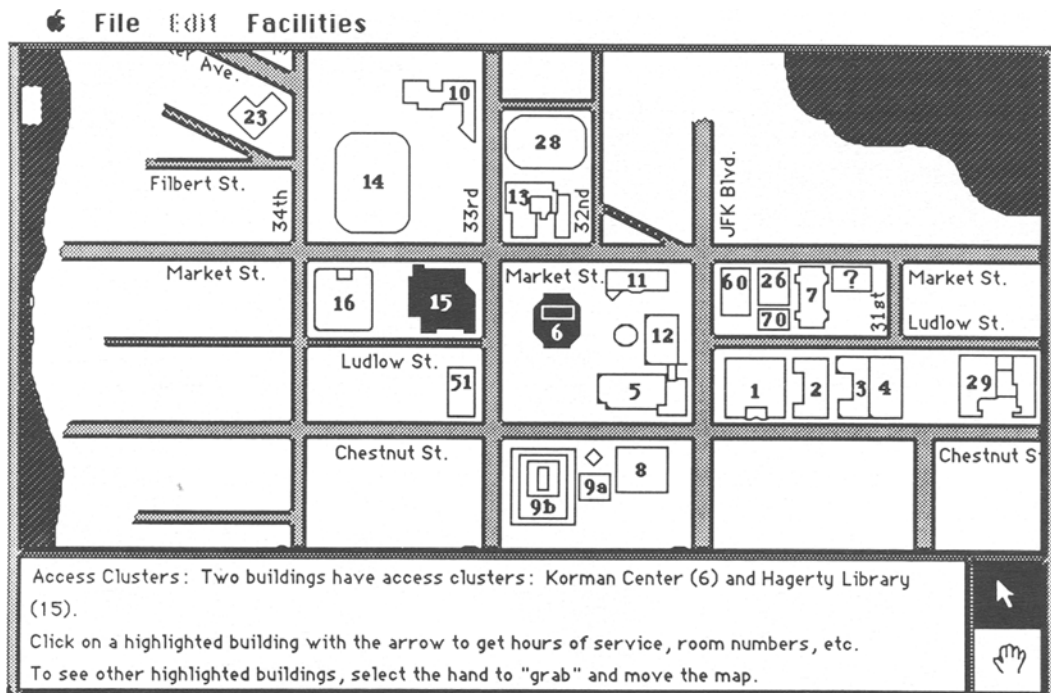 File Edit Facilities
Ave.
23
10
28
14
13
Filbert St.
34th
33rd
32nd
JFK Blvd.
Market St.
16
15
Market St.
11
6
12
60
26
7
?
70
31st
Market St.
Ludlow St.
Ludlow St.
51
5
1
2
3
4
29
Chestnut St.
8
9a
9b
Chestnut S
Access Clusters: Two buildings have access clusters: Korman Center (6) and Hagerty Library
(15).
Click on a highlighted building with the arrow to get hours of service, room numbers, etc.
To see other highlighted buildings, select the hand to "grab" and move the map.